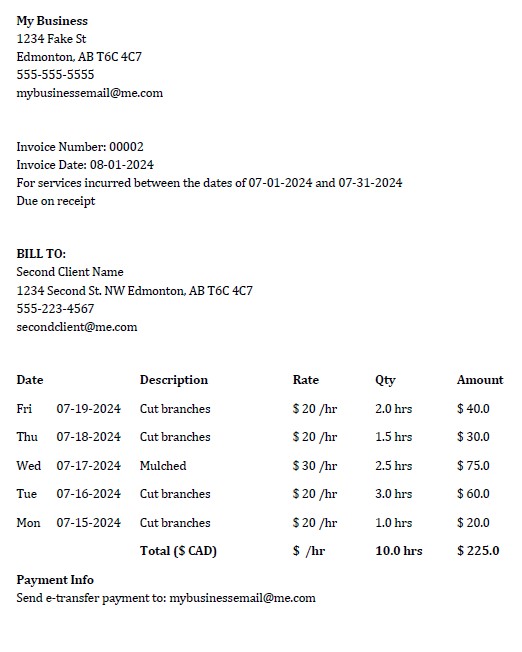 My Business
1234 Fake St
Edmonton, AB T6C 4C7
555-555-5555
mybusinessemail@me.com
Invoice Number: 00002
Invoice Date: 08-01-2024
For services incurred between the dates of 07-01-2024 and 07-31-2024
Due on receipt
BILL TO:
Second Client Name
1234 Second St. NW Edmonton, AB T6C 4C7
555-223-4567
secondclient@me.com
Date Description Rate Qty Amount
Fri 07-19-2024 Cut branches $ 20 /hr 2.0 hrs $ 40.0
Thu 07-18-2024 Cut branches $ 20 /hr 1.5 hrs $ 30.0
Wed 07-17-2024 Mulched $ 30 /hr 2.5 hrs $ 75.0
Tue 07-16-2024 Cut branches $ 20 /hr 3.0 hrs $ 60.0
Mon 07-15-2024 Cut branches $ 20 /hr 1.0 hrs $ 20.0
Total ($ CAD) $ /hr 10.0 hrs $ 225.0
Payment Info
Send e-transfer payment to: mybusinessemail@me.com